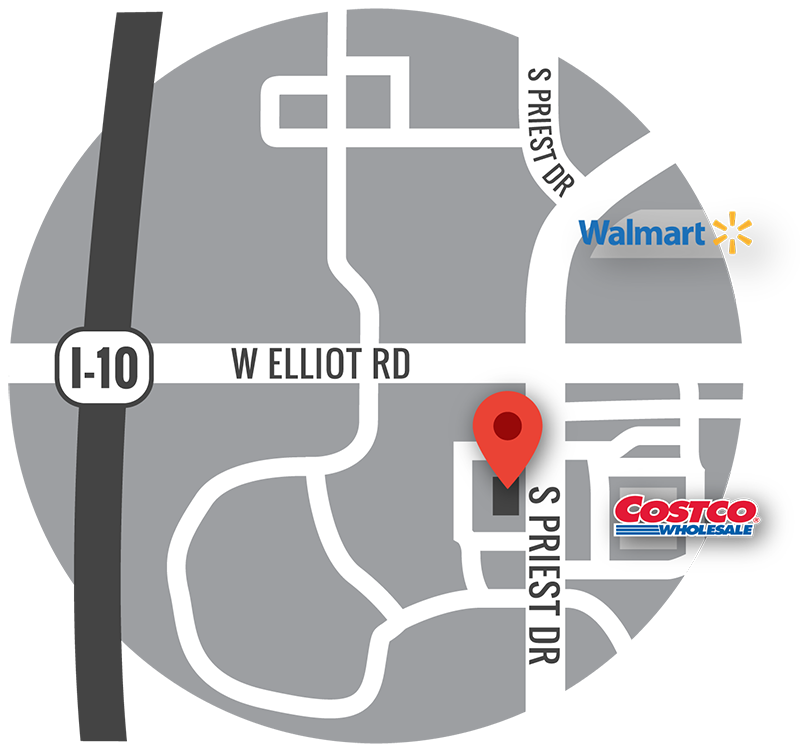 S PRIEST DR
Walmart
I-10
W ELLIOT RD
COSTCO
WHOLESALE
S PRIEST DR